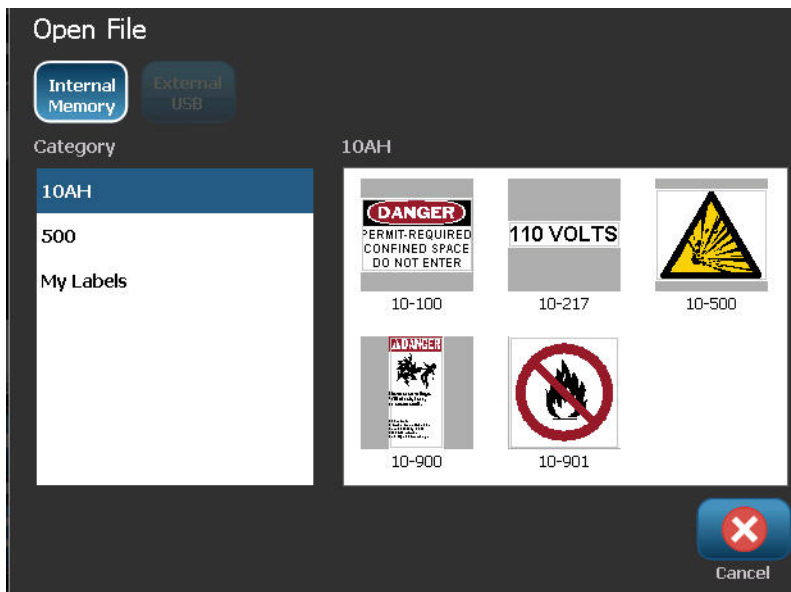 Open File
Internal
Memory
External
USB
Category
10AH
500
My Labels
10AH
DANGER
PERMIT-REQUIRED
CONFINED SPACE
DO NOT ENTER
10-100
110 VOLTS
10-217
10-500
DANGER
10-900
10-901
Cancel